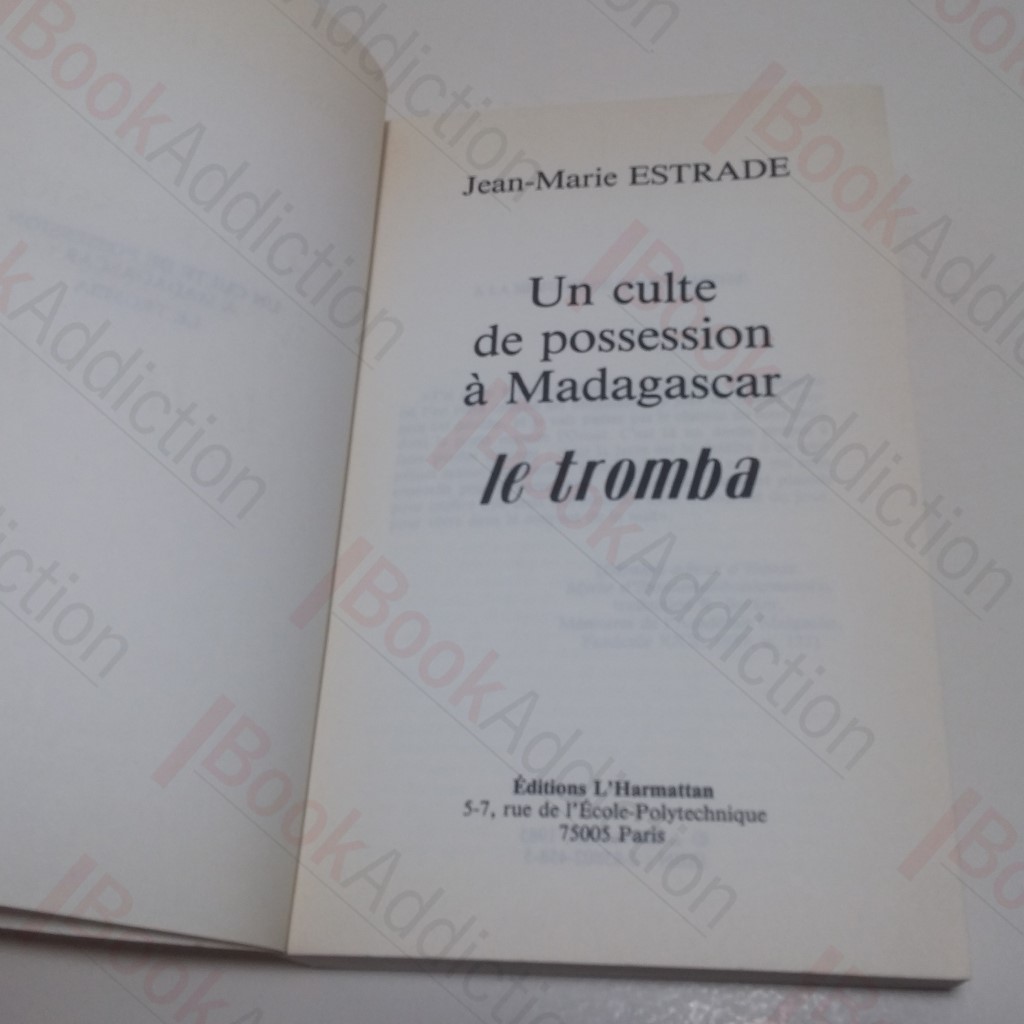 Jean-Marie ESTRADE
Un culte
de possession
à Madagascar
le tromba
Éditions L'Harmattan
5-7, rue de l'École-Polytechnique
75005 Paris
BookAddiction